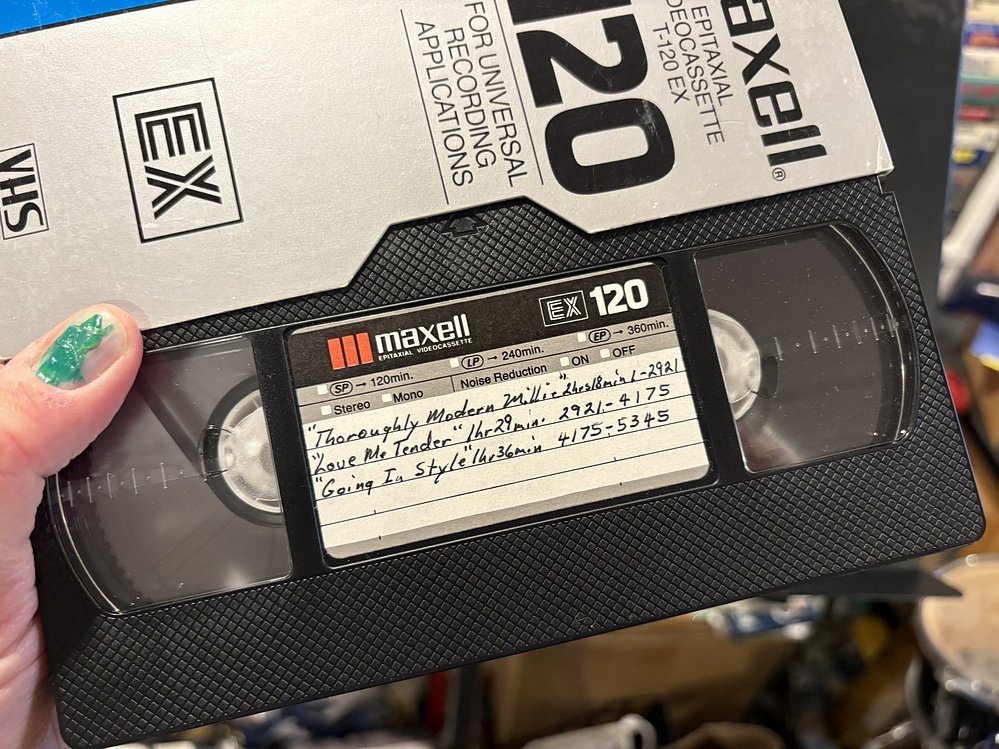 maxell®
EPITAXIAL
VIDEOCASSETTE
T-120 EX
120
FOR UNIVERSAL
RECORDING
APPLICATIONS
EX
VHS
maxell
EPITAXIAL VIDEOCASSETTE
EX 120
SP → 120min. LP → 240min. EP → 360min.
Stereo Mono Noise Reduction ON OFF
"Thoroughly Modern Millie" 2hrs18min 1-2921
"Love Me Tender" 1hr29min. 2921-4175
"Going In Style" 1hr36min 4175-5345